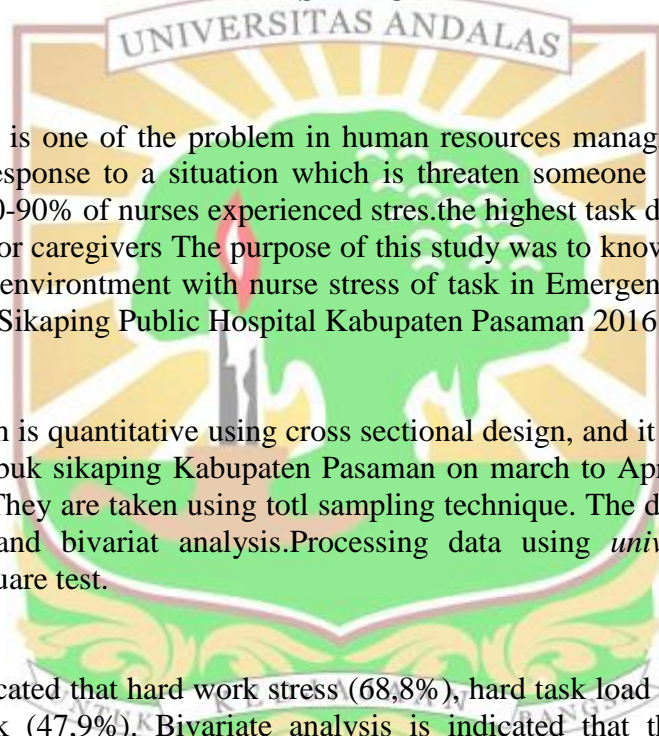 UNIVERSITAS ANDALAS
is one of the problem in human resources manag
esponse to a situation which is threaten someone
0-90% of nurses experienced stres.the highest task d
or caregivers The purpose of this study was to know
environtment with nurse stress of task in Emergen
Sikaping Public Hospital Kabupaten Pasaman 2016
n is quantitative using cross sectional design, and it
buk sikaping Kabupaten Pasaman on march to Apr
They are taken using totl sampling technique. The d
and bivariat analysis.Processing data using univ
uare test.
cated that hard work stress (68,8%), hard task load
k (47,9%). Bivariate analysis is indicated that th
UNTUK KEDJAJAAN BANGSA